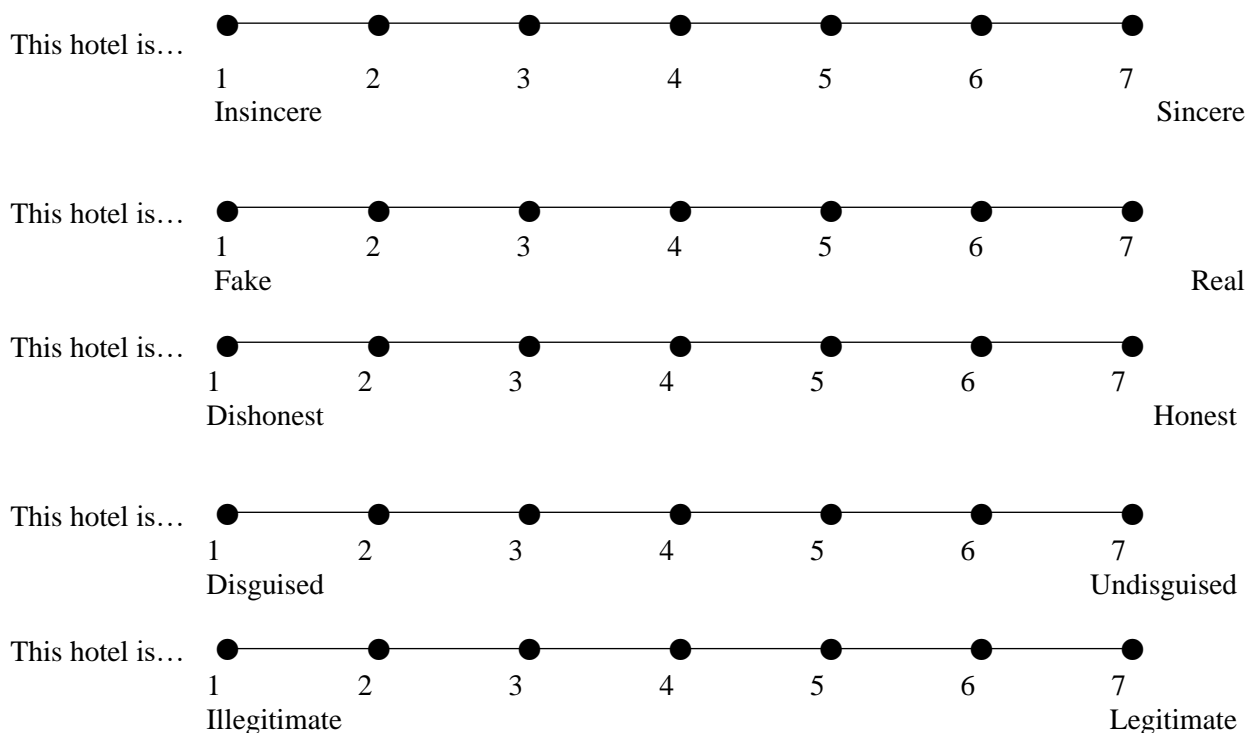 This hotel is…
1 2 3 4 5 6 7
Insincere Sincere
This hotel is…
1 2 3 4 5 6 7
Fake Real
This hotel is…
1 2 3 4 5 6 7
Dishonest Honest
This hotel is…
1 2 3 4 5 6 7
Disguised Undisguised
This hotel is…
1 2 3 4 5 6 7
Illegitimate Legitimate